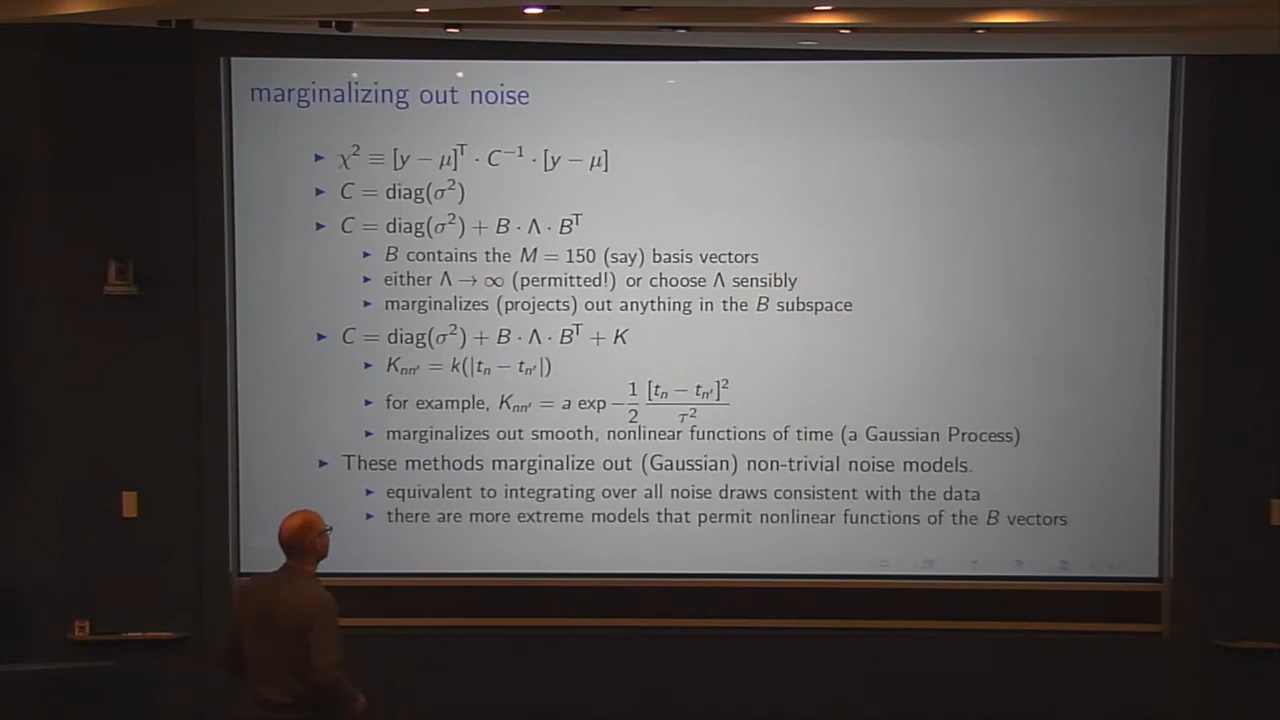 marginalizing out noise
► χ² ≡ [y − μ]ᵀ · C⁻¹ · [y − μ]
► C = diag(σ²)
► C = diag(σ²) + B · Λ · Bᵀ
► B contains the M = 150 (say) basis vectors
► either Λ → ∞ (permitted!) or choose Λ sensibly
► marginalizes (projects) out anything in the B subspace
► C = diag(σ²) + B · Λ · Bᵀ + K
► Kₙₙ′ = k(|tₙ − tₙ′|)
► for example, Kₙₙ′ = a exp −1/2 [tₙ − tₙ′]²/τ²
► marginalizes out smooth, nonlinear functions of time (a Gaussian Process)
► These methods marginalize out (Gaussian) non-trivial noise models.
► equivalent to integrating over all noise draws consistent with the data
► there are more extreme models that permit nonlinear functions of the B vectors